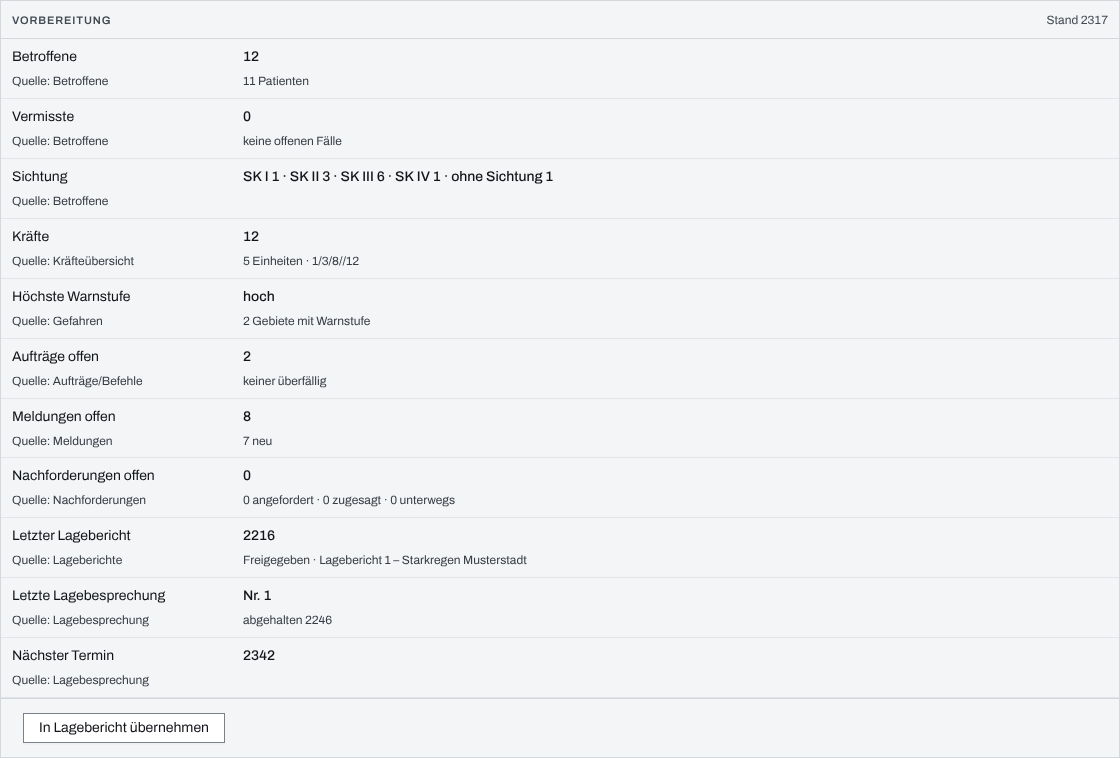 VORBEREITUNG Stand 2317
Betroffene 12
Quelle: Betroffene 11 Patienten
Vermisste 0
Quelle: Betroffene keine offenen Fälle
Sichtung SK I 1 · SK II 3 · SK III 6 · SK IV 1 · ohne Sichtung 1
Quelle: Betroffene
Kräfte 12
Quelle: Kräfteübersicht 5 Einheiten · 1/3/8//12
Höchste Warnstufe hoch
Quelle: Gefahren 2 Gebiete mit Warnstufe
Aufträge offen 2
Quelle: Aufträge/Befehle keiner überfällig
Meldungen offen 8
Quelle: Meldungen 7 neu
Nachforderungen offen 0
Quelle: Nachforderungen 0 angefordert · 0 zugesagt · 0 unterwegs
Letzter Lagebericht 2216
Quelle: Lageberichte Freigegeben · Lagebericht 1 – Starkregen Musterstadt
Letzte Lagebesprechung Nr. 1
Quelle: Lagebesprechung abgehalten 2246
Nächster Termin 2342
Quelle: Lagebesprechung
In Lagebericht übernehmen